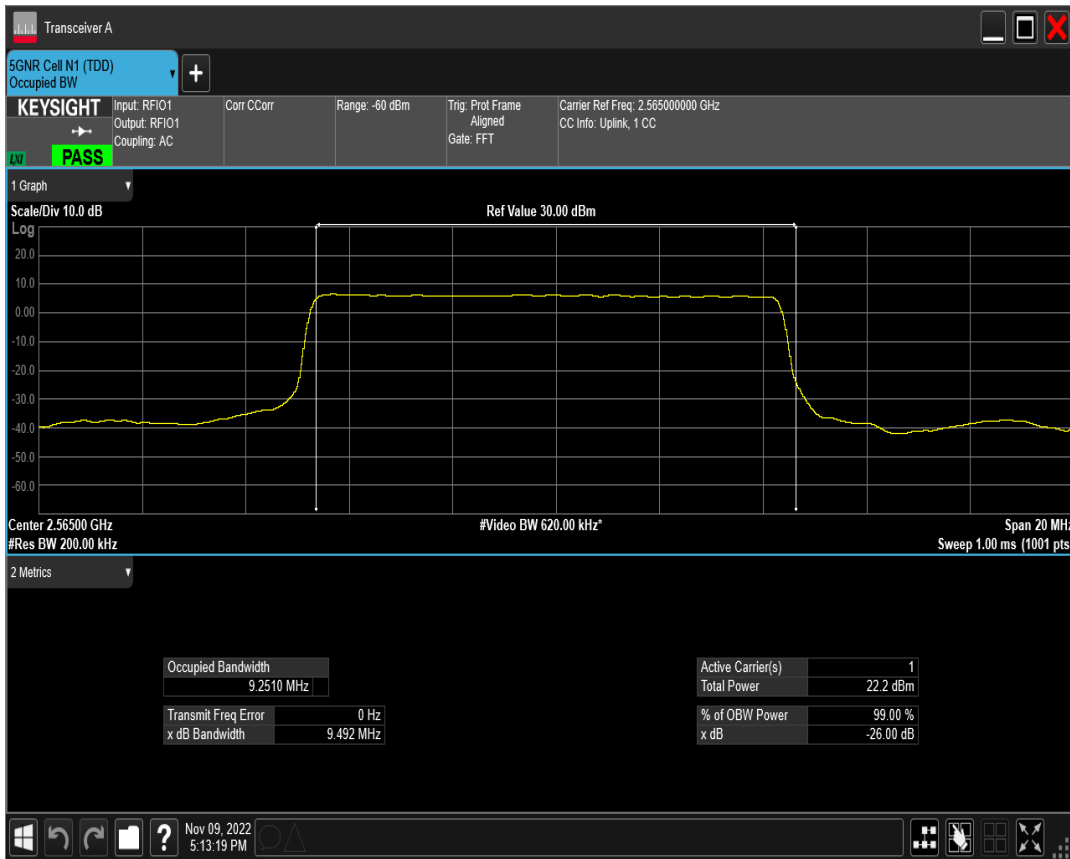 Transceiver A
5GNR Cell N1 (TDD)
Occupied BW
+
KEYSIGHT
LXI
PASS
Input: RFIO1
Output: RFIO1
Coupling: AC
Corr CCorr
Range: -60 dBm
Trig: Prot Frame
Aligned
Gate: FFT
Carrier Ref Freq: 2.565000000 GHz
CC Info: Uplink, 1 CC
1 Graph
Scale/Div 10.0 dB
Ref Value 30.00 dBm
Log
20.0
10.0
0.00
-10.0
-20.0
-30.0
-40.0
-50.0
-60.0
Center 2.56500 GHz
#Video BW 620.00 kHz*
Span 20 MHz
#Res BW 200.00 kHz
Sweep 1.00 ms (1001 pts
2 Metrics
Occupied Bandwidth
9.2510 MHz
Transmit Freq Error 0 Hz
x dB Bandwidth 9.492 MHz
Active Carrier(s) 1
Total Power 22.2 dBm
% of OBW Power 99.00 %
x dB -26.00 dB
?
Nov 09, 2022
5:13:19 PM